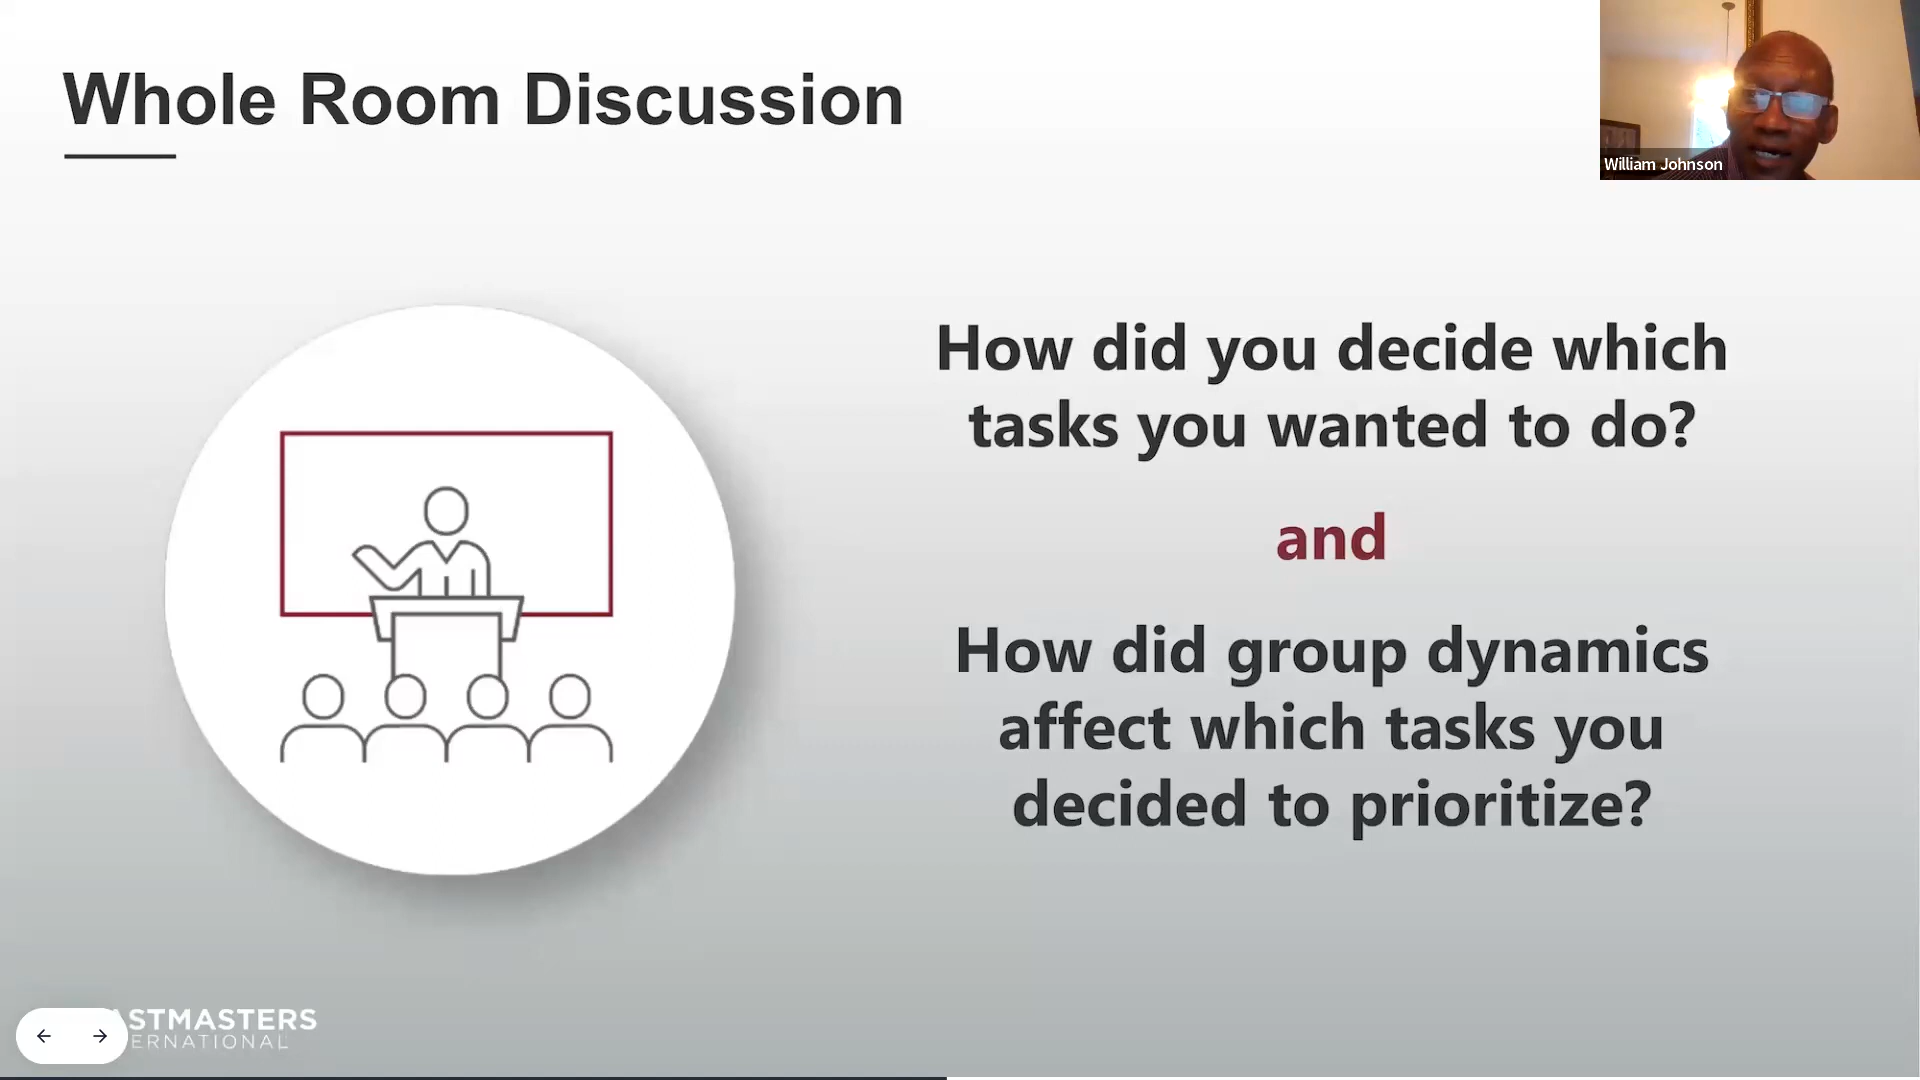 Whole Room Discussion
William Johnson
How did you decide which
tasks you wanted to do?
and
How did group dynamics
affect which tasks you
decided to prioritize?
ASTMASTERS
ERNATIONAL